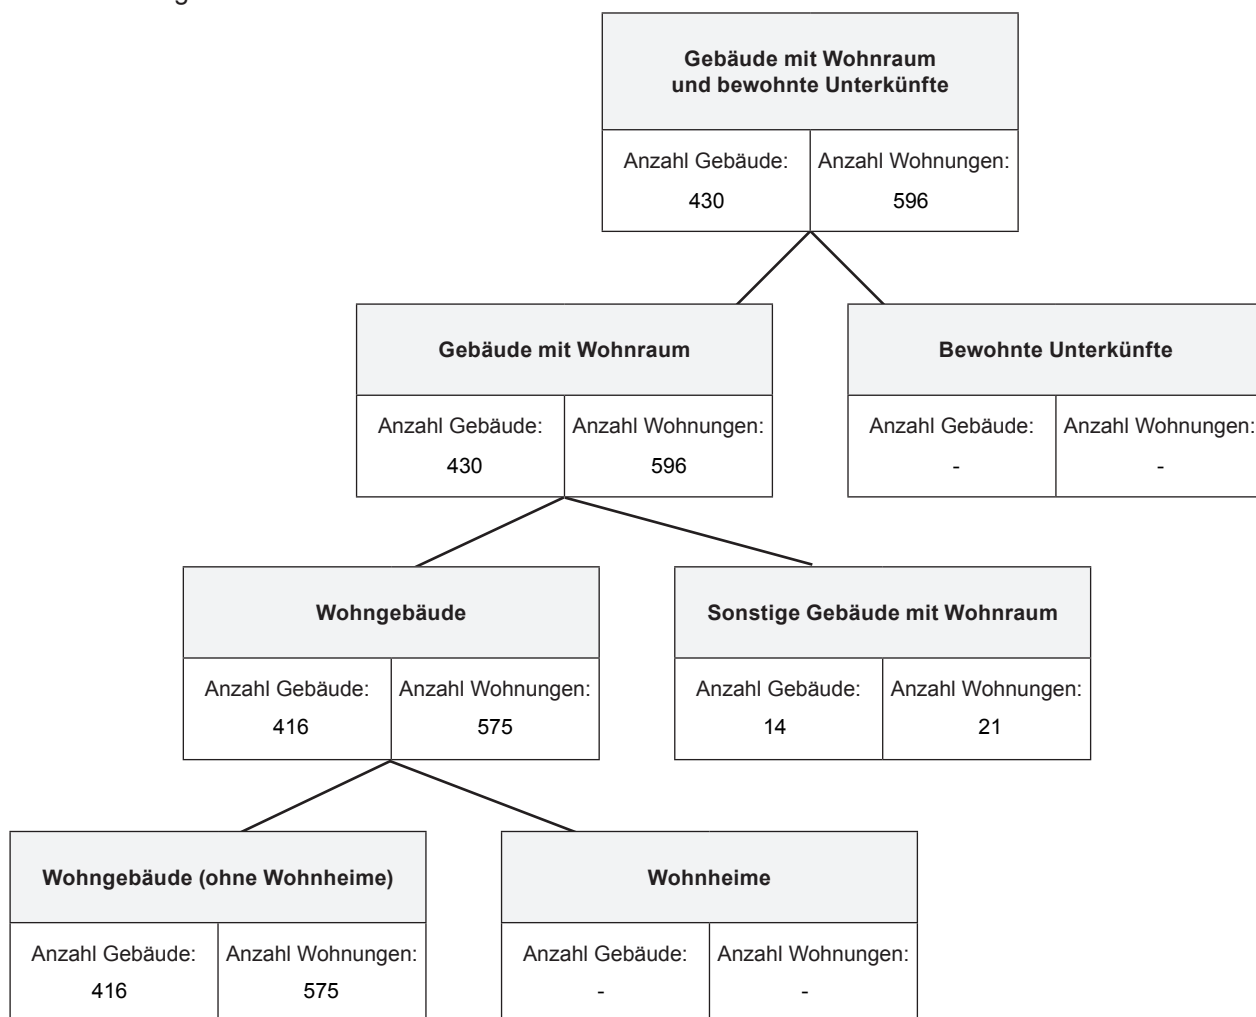 Gebäude mit Wohnraum
und bewohnte Unterkünfte
Anzahl Gebäude: Anzahl Wohnungen:
430 596
Gebäude mit Wohnraum
Anzahl Gebäude: Anzahl Wohnungen:
430 596
Bewohnte Unterkünfte
Anzahl Gebäude: Anzahl Wohnungen:
- -
Wohngebäude
Anzahl Gebäude: Anzahl Wohnungen:
416 575
Sonstige Gebäude mit Wohnraum
Anzahl Gebäude: Anzahl Wohnungen:
14 21
Wohngebäude (ohne Wohnheime)
Anzahl Gebäude: Anzahl Wohnungen:
416 575
Wohnheime
Anzahl Gebäude: Anzahl Wohnungen:
- -